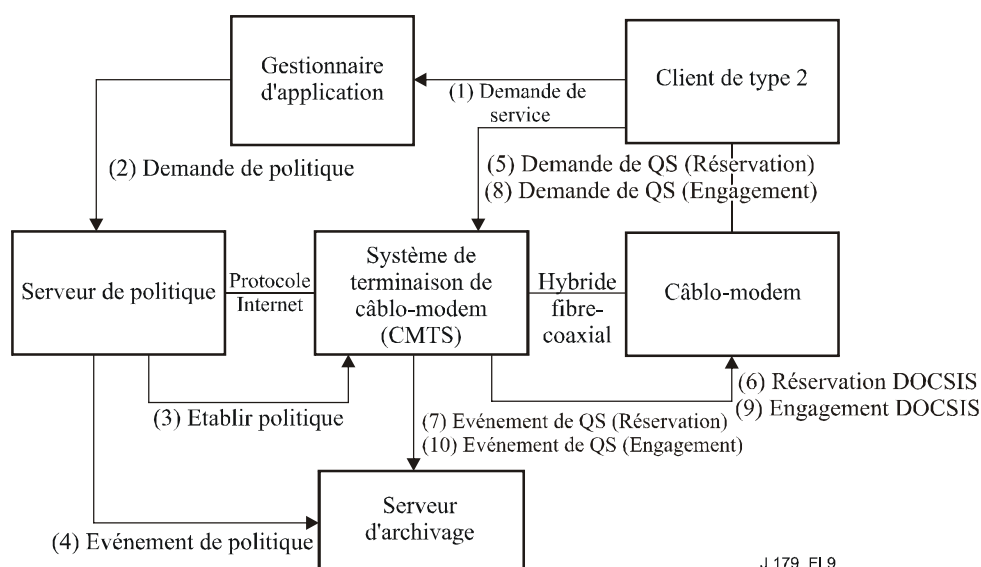 Gestionnaire
d'application
Client de type 2
(1) Demande de
service
(2) Demande de politique
(5) Demande de QS (Réservation)
(8) Demande de QS (Engagement)
Serveur de politique
Protocole
Internet
Système de
terminaison de
câblo-modem
(CMTS)
Hybride
fibre-
coaxial
Câblo-modem
(3) Etablir politique
(6) Réservation DOCSIS
(9) Engagement DOCSIS
(7) Evénement de QS (Réservation)
(10) Evénement de QS (Engagement)
Serveur
d'archivage
(4) Evénement de politique
J.179_FI.9